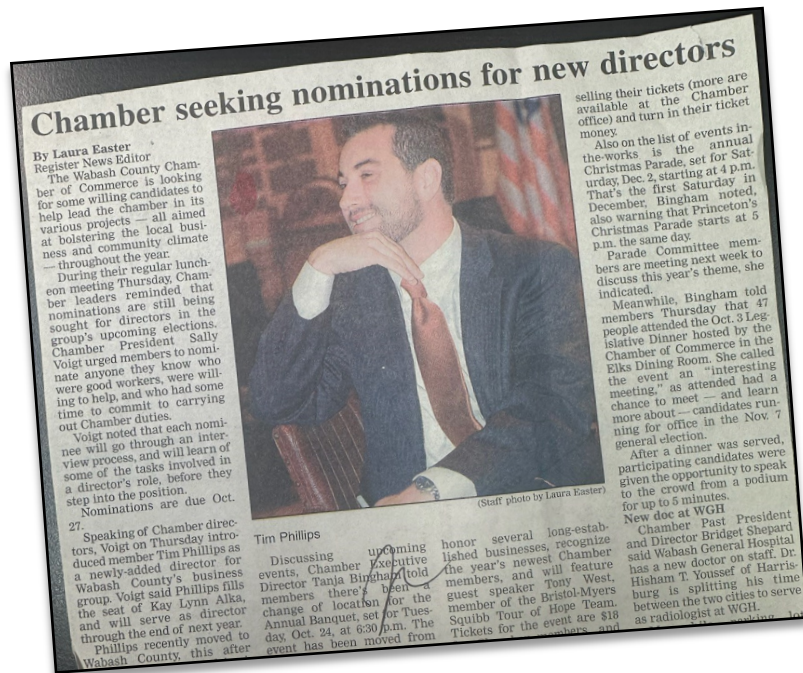 Chamber seeking nominations for new directors
By Laura Easter
Register News Editor
The Wabash County Cham-
ber of Commerce is looking
for some willing candidates to
help lead the chamber in its
various projects — all aimed
at bolstering the local busi-
ness and community climate
— throughout the year.
During their regular lunch-
eon meeting Thursday, Cham-
ber leaders reminded that
nominations are still being
sought for directors in the
group's upcoming elections.
Chamber President Sally
Voigt urged members to nomi-
nate anyone they know who
were good workers, were will-
ing to help, and who had some
time to commit to carrying
out Chamber duties.
Voigt noted that each nomi-
nee will go through an inter-
view process, and will learn of
some of the tasks involved in
a director's role, before they
step into the position.
Nominations are due Oct.
27.
Speaking of Chamber direc-
tors, Voigt on Thursday intro-
duced member Tim Phillips as
a newly-added director for
Wabash County's business
group. Voigt said Phillips fills
the seat of Kay Lynn Alka,
and will serve as director
through the end of next year.
Phillips recently moved to
Wabash County, this after
(Staff photo by Laura Easter)
Tim Phillips
Discussing upcoming
events, Chamber Executive
Director Tanja Bingham told
members there's been a
change of location for the
Annual Banquet, set for Tues-
day, Oct. 24, at 6:30 p.m. The
event has been moved from
honor several long-estab-
lished businesses, recognize
the year's newest Chamber
members, and will feature
guest speaker Tony West,
member of the Bristol-Myers
Squibb Tour of Hope Team.
Tickets for the event are $18
members and
selling their tickets (more are
available at the Chamber
office) and turn in their ticket
money.
Also on the list of events in-
the-works is the annual
Christmas Parade, set for Sat-
urday, Dec. 2, starting at 4 p.m.
That's the first Saturday in
December, Bingham noted,
also warning that Princeton's
Christmas Parade starts at 5
p.m. the same day.
Parade Committee mem-
bers are meeting next week to
discuss this year's theme, she
indicated.
Meanwhile, Bingham told
members Thursday that 47
people attended the Oct. 3 Leg-
islative Dinner hosted by the
Chamber of Commerce in the
Elks Dining Room. She called
the event an "interesting
meeting," as attended had a
chance to meet — and learn
more about — candidates run-
ning for office in the Nov. 7
general election.
After a dinner was served,
participating candidates were
given the opportunity to speak
to the crowd from a podium
for up to 5 minutes.
New doc at WGH
Chamber Past President
and Director Bridget Shepard
said Wabash General Hospital
has a new doctor on staff. Dr.
Hisham T. Youssef of Harris-
burg is splitting his time
between the two cities to serve
as radiologist at WGH.